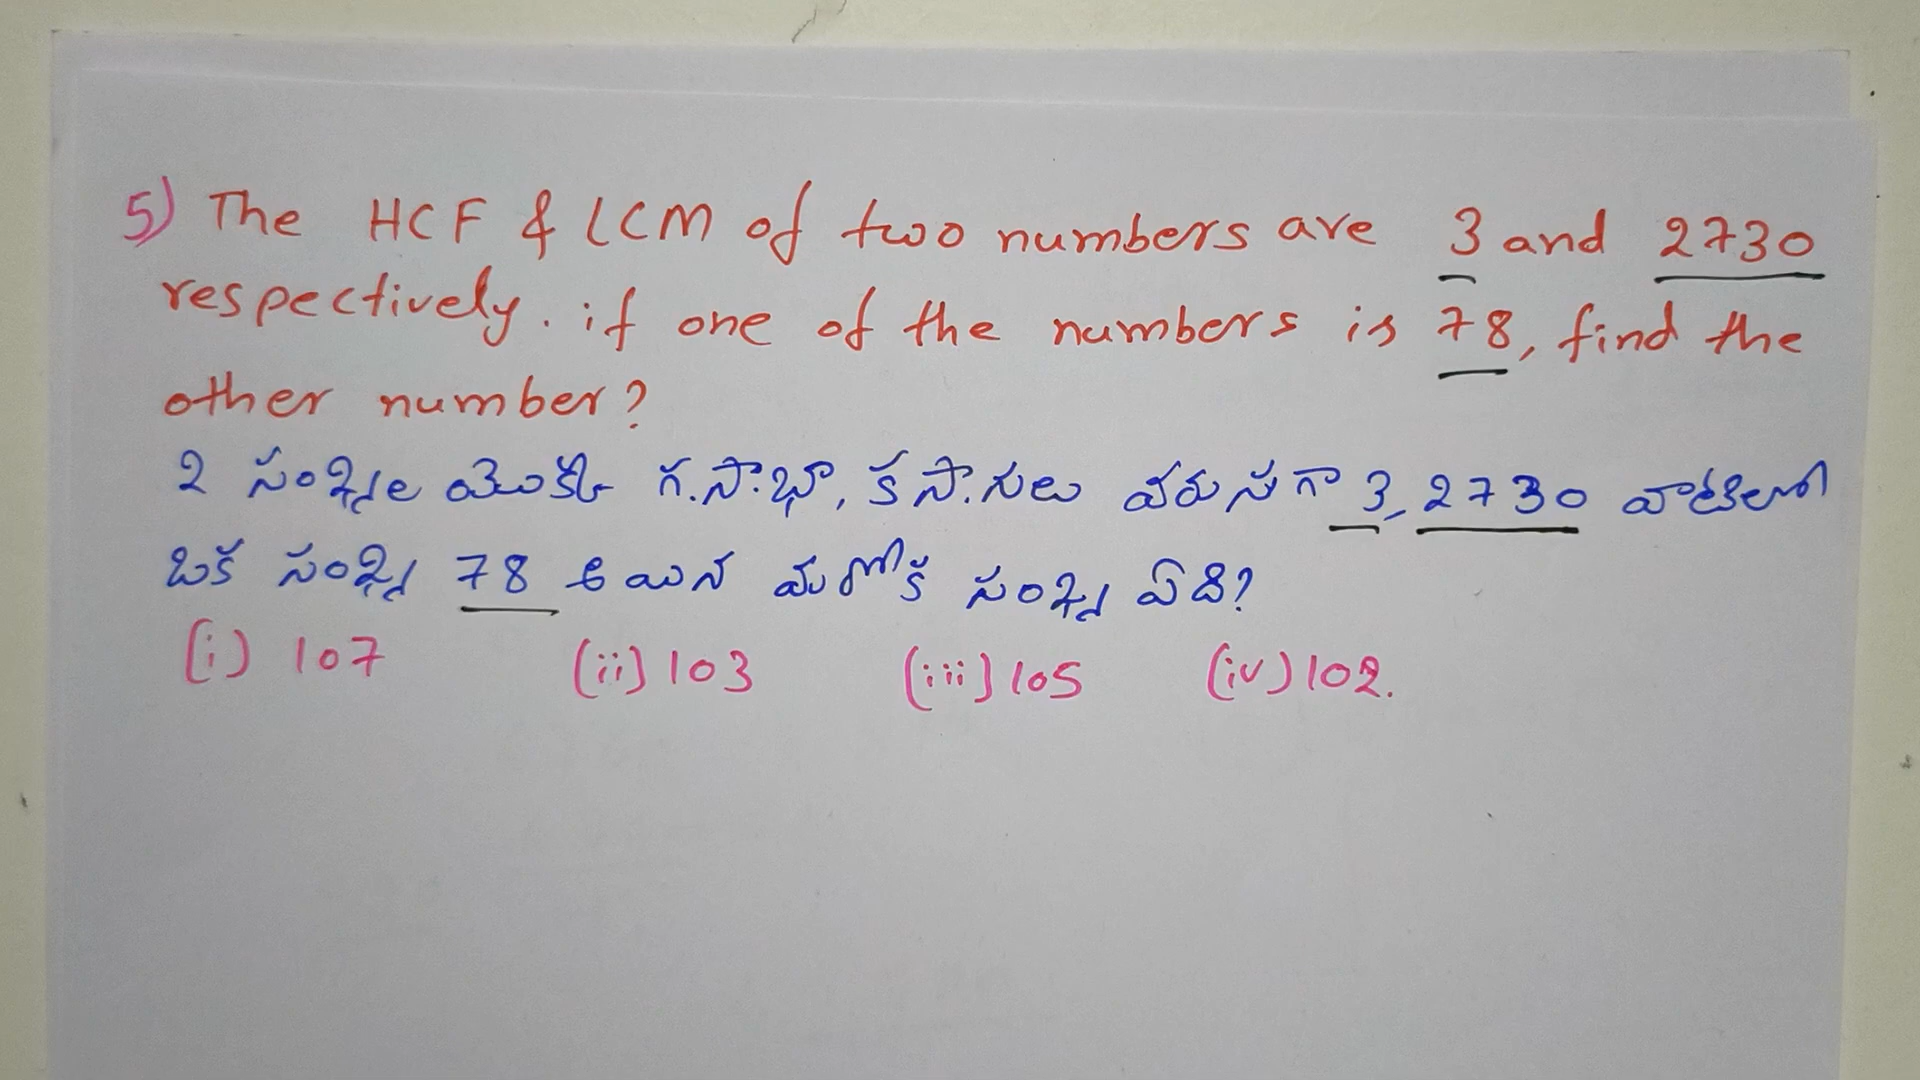 5) The HCF & LCM of two numbers are 3 and 2730
respectively. if one of the numbers is 78, find the
other number?
2 సంఖ్యల యొక్క గ.సా.భా, క.సా.గులు వరుసగా 3, 2730 వాటిలో
ఒక సంఖ్య 78 అయిన మరోక సంఖ్య ఏది?
(i) 107 (ii) 103 (iii) 105 (iv) 102.